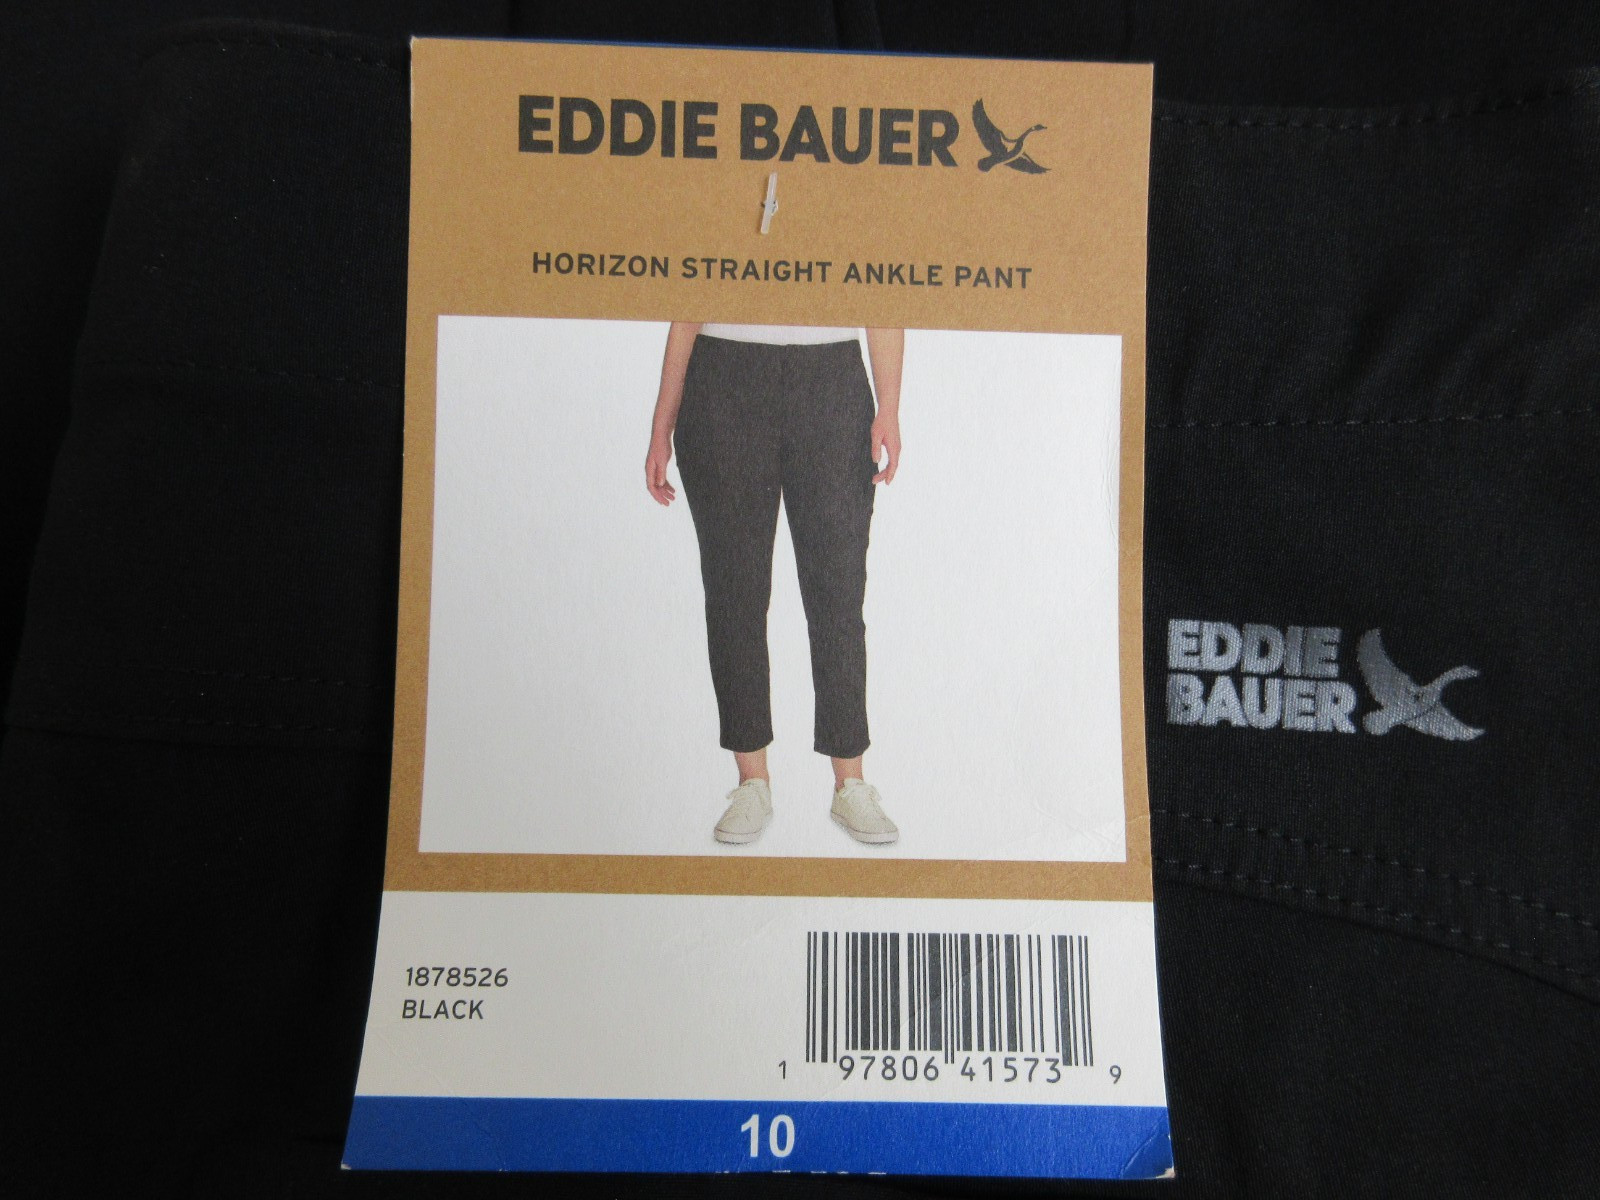 EDDIE BAUER
HORIZON STRAIGHT ANKLE PANT
EDDIE
BAUER
1878526
BLACK
1 97806 41573 9
10